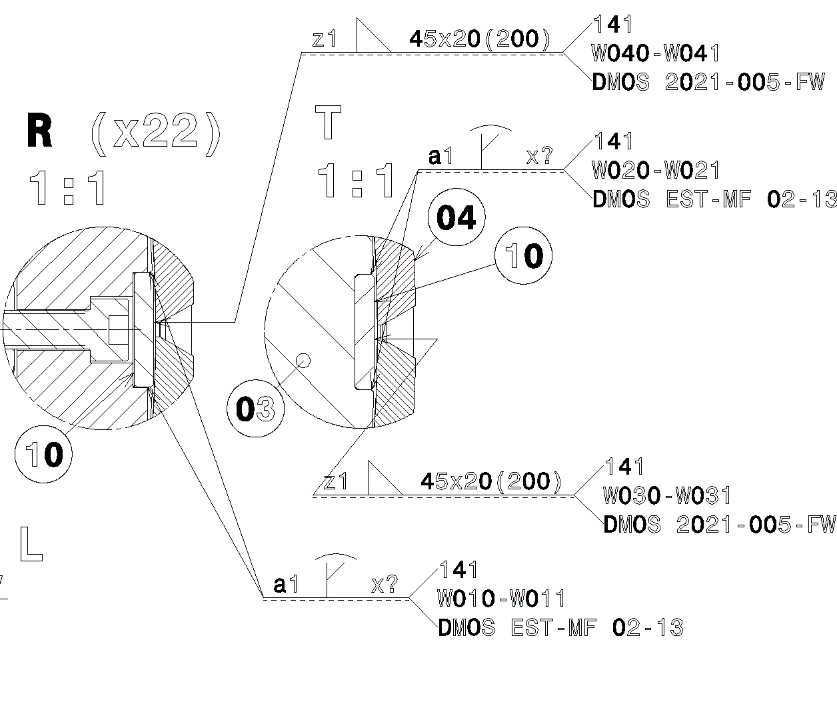 z1 45x20(200) 141
W040-W041
DMOS 2021-005-FW
R (x22)
1:1
T
1:1
a1 x? 141
W020-W021
DMOS EST-MF 02-13
04
10
03
10
z1 45x20(200) 141
W030-W031
DMOS 2021-005-FW
L
a1 x? 141
W010-W011
DMOS EST-MF 02-13